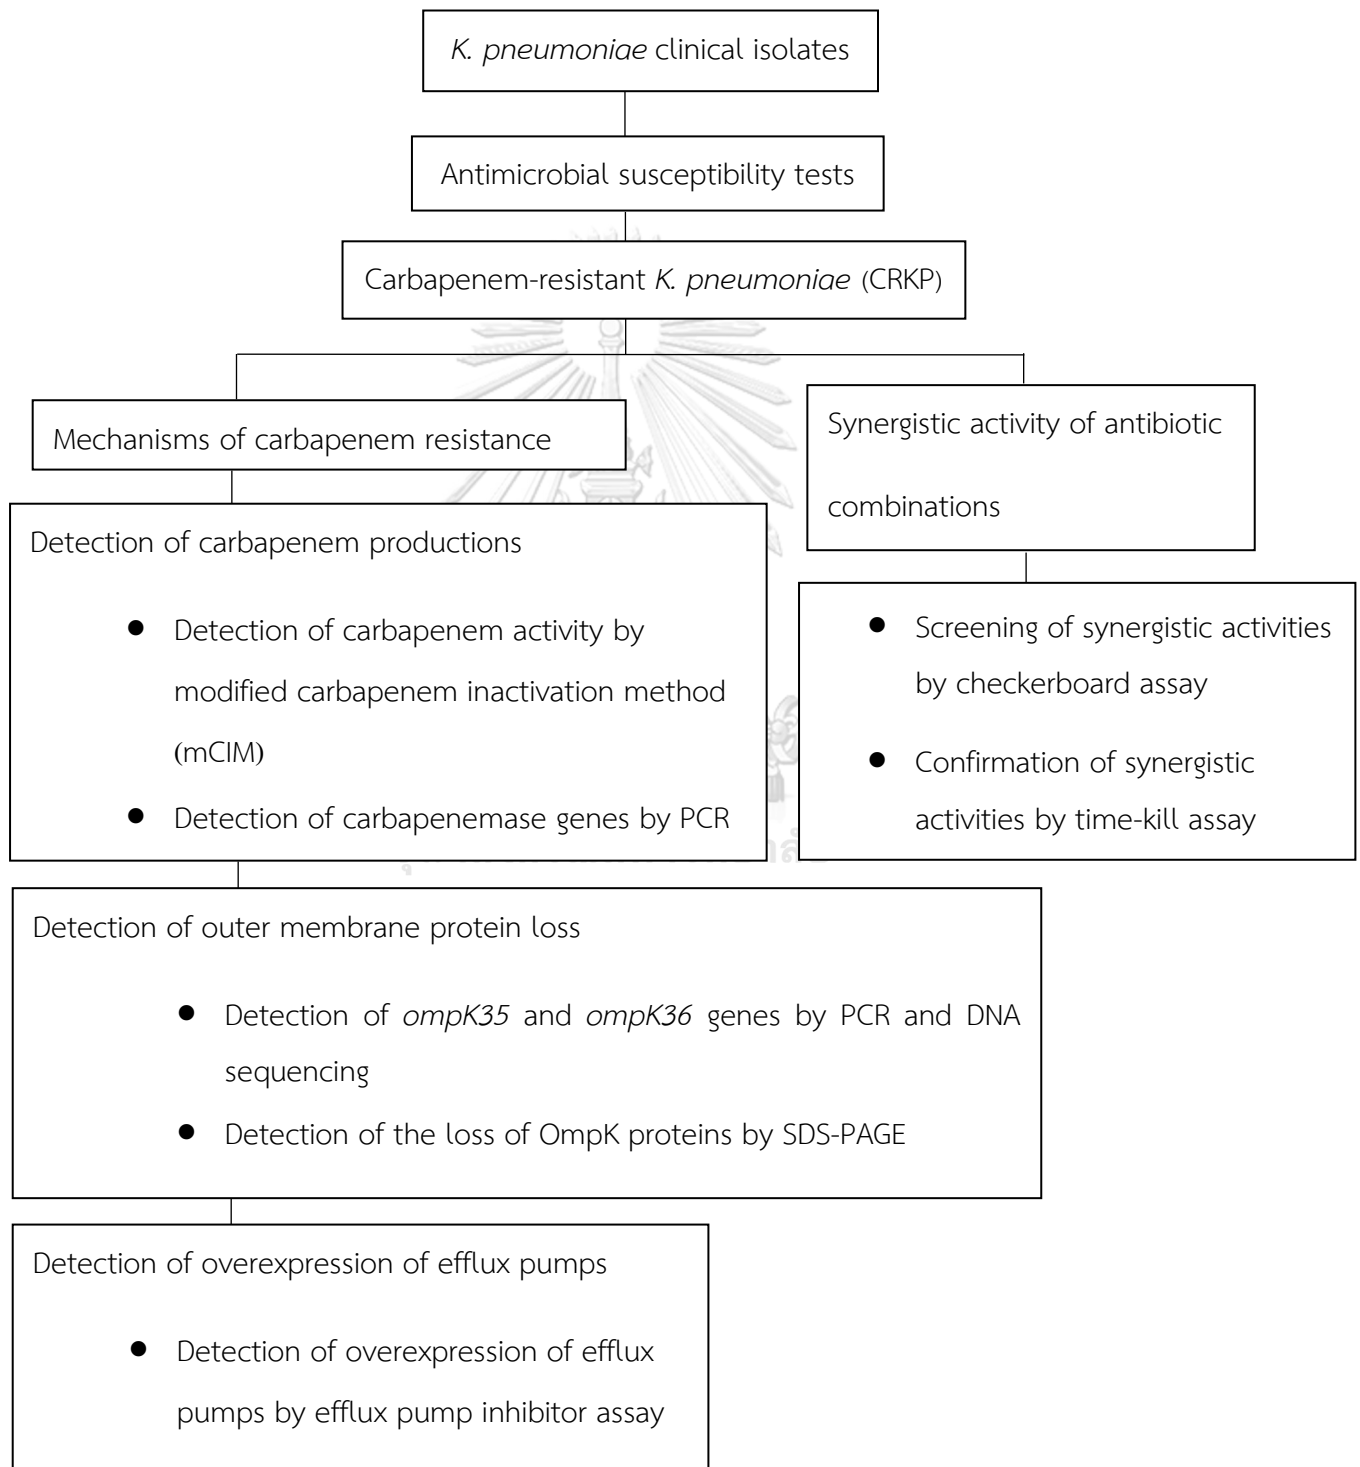 K. pneumoniae clinical isolates
Antimicrobial susceptibility tests
Carbapenem-resistant K. pneumoniae (CRKP)
Mechanisms of carbapenem resistance
Synergistic activity of antibiotic
combinations
Detection of carbapenem productions
● Detection of carbapenem activity by
modified carbapenem inactivation method
(mCIM)
● Detection of carbapenemase genes by PCR
● Screening of synergistic activities
by checkerboard assay
● Confirmation of synergistic
activities by time-kill assay
Detection of outer membrane protein loss
● Detection of ompK35 and ompK36 genes by PCR and DNA
sequencing
● Detection of the loss of OmpK proteins by SDS-PAGE
Detection of overexpression of efflux pumps
● Detection of overexpression of efflux
pumps by efflux pump inhibitor assay